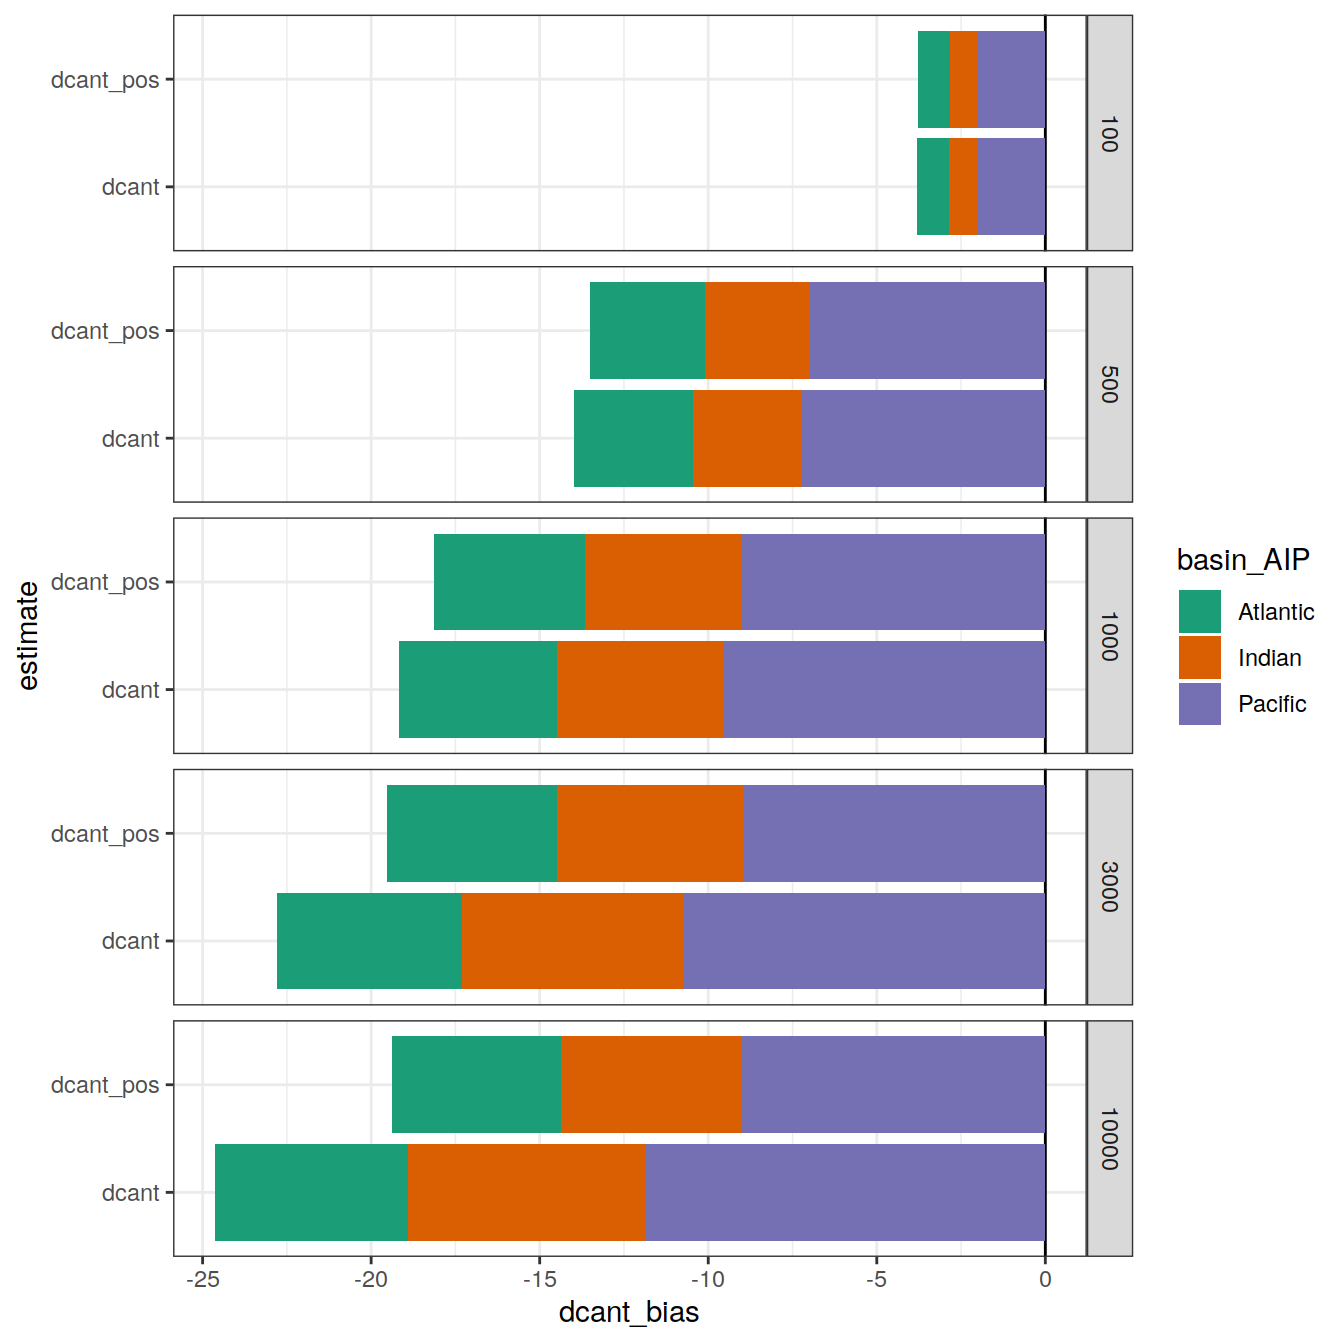 dcant_pos
dcant
100
dcant_pos
dcant
500
dcant_pos
dcant
1000
dcant_pos
dcant
3000
dcant_pos
dcant
10000
estimate
-25 -20 -15 -10 -5 0
dcant_bias
basin_AIP
Atlantic
Indian
Pacific